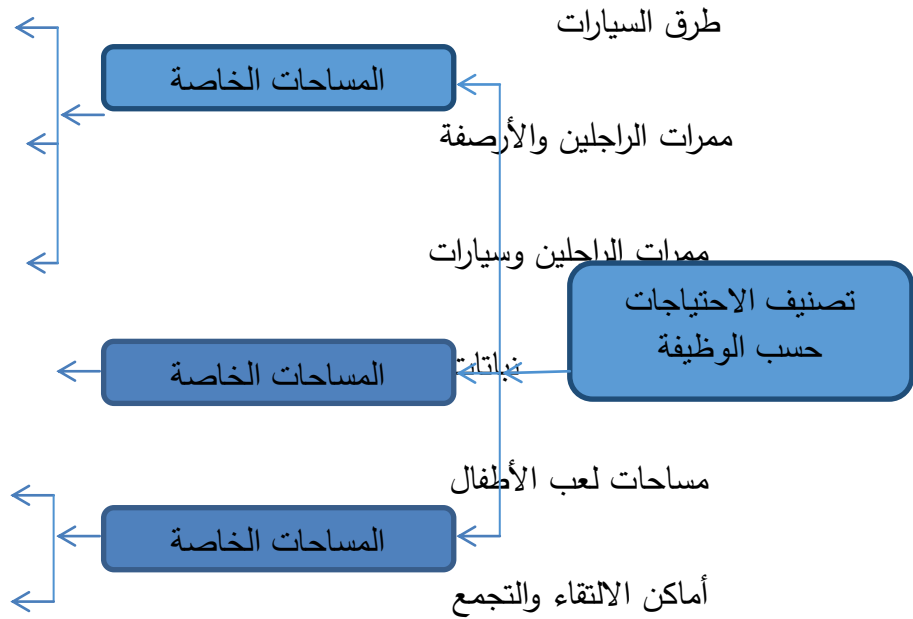 طرق السيارات
المساحات الخاصة
ممرات الراجلين والأرصفة
ممرات الراجلين وسيارات
تصنيف الاحتياجات
حسب الوظيفة
نباتات
المساحات الخاصة
مساحات لعب الأطفال
المساحات الخاصة
أماكن الالتقاء والتجمع